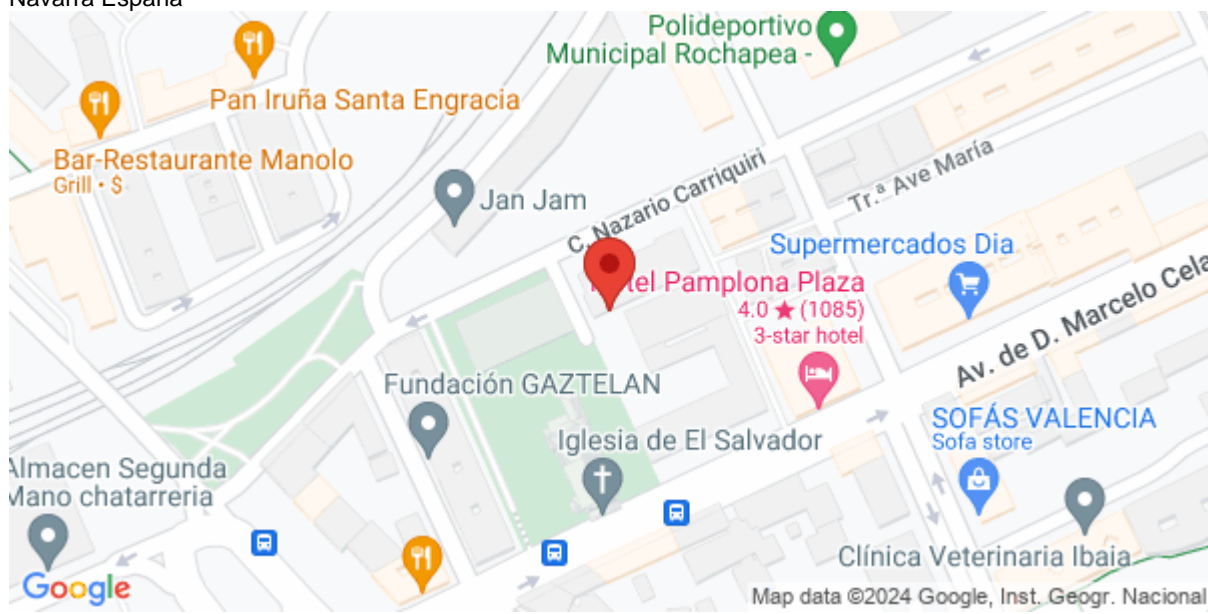 Navarra España
Polideportivo
Municipal Rochapea -
Pan Iruña Santa Engracia
Bar-Restaurante Manolo
Grill • $
Jan Jam
C. Nazario Carriquiri
Tr.ª Ave María
Supermercados Dia
tel Pamplona Plaza
4.0 ★ (1085)
3-star hotel
Av. de D. Marcelo Cela
Fundación GAZTELAN
Iglesia de El Salvador
SOFÁS VALENCIA
Sofa store
Almacen Segunda
Mano chatarreria
Clínica Veterinaria Ibaia
Google
Map data ©2024 Google, Inst. Geogr. Nacional